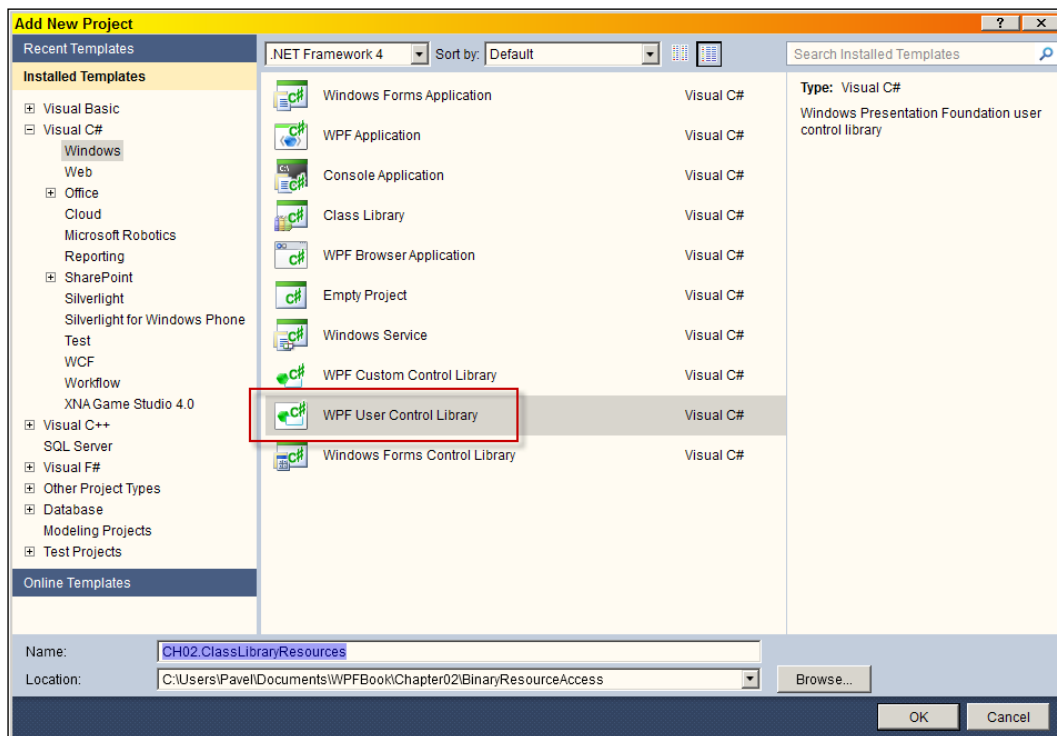 Add New Project
Recent Templates
Installed Templates
Visual Basic
Visual C#
Windows
Web
Office
Cloud
Microsoft Robotics
Reporting
SharePoint
Silverlight
Silverlight for Windows Phone
Test
WCF
Workflow
XNA Game Studio 4.0
Visual C++
SQL Server
Visual F#
Other Project Types
Database
Modeling Projects
Test Projects
Online Templates
.NET Framework 4 Sort by: Default
Windows Forms Application Visual C#
WPF Application Visual C#
Console Application Visual C#
Class Library Visual C#
WPF Browser Application Visual C#
Empty Project Visual C#
Windows Service Visual C#
WPF Custom Control Library Visual C#
WPF User Control Library Visual C#
Windows Forms Control Library Visual C#
Search Installed Templates
Type: Visual C#
Windows Presentation Foundation user
control library
Name: CH02.ClassLibraryResources
Location: C:\Users\Pavel\Documents\WPFBook\Chapter02\BinaryResourceAccess Browse...
OK Cancel